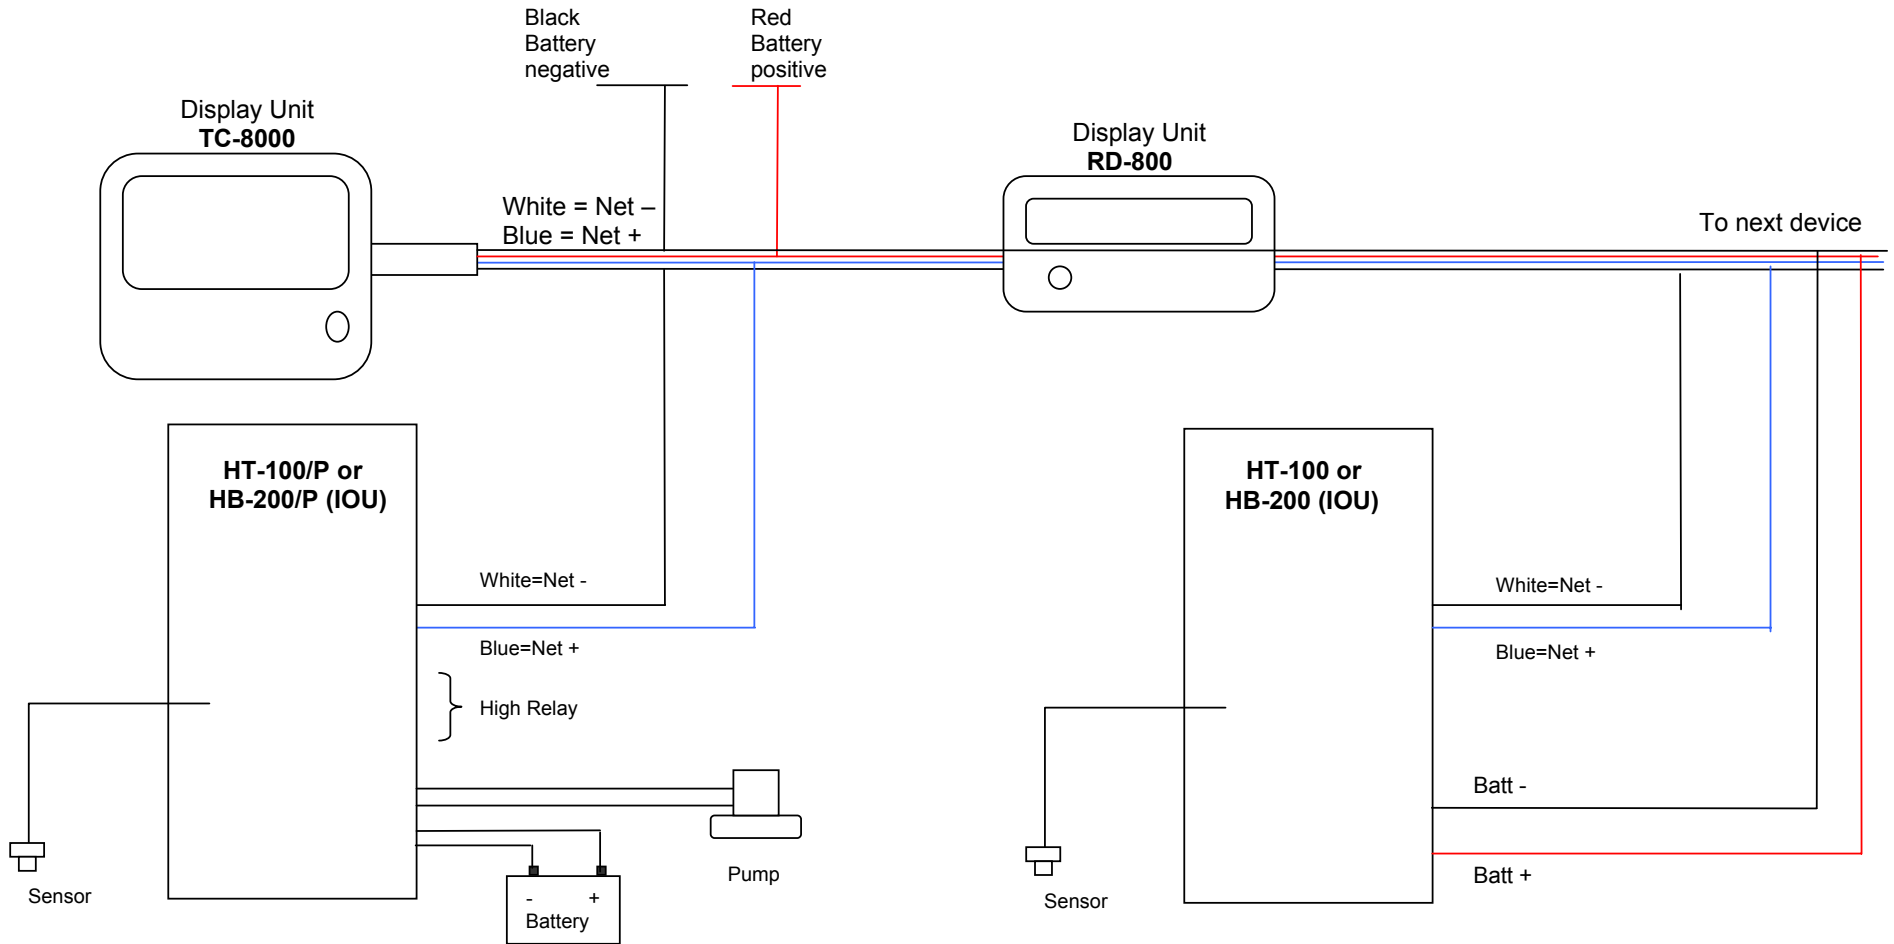 Black
Battery
negative
Red
Battery
positive
Display Unit
TC-8000
Display Unit
RD-800
White = Net –
Blue = Net +
To next device
HT-100/P or
HB-200/P (IOU)
HT-100 or
HB-200 (IOU)
White=Net -
Blue=Net +
High Relay
White=Net -
Blue=Net +
Batt -
Batt +
Pump
Sensor
- +
Battery
Sensor